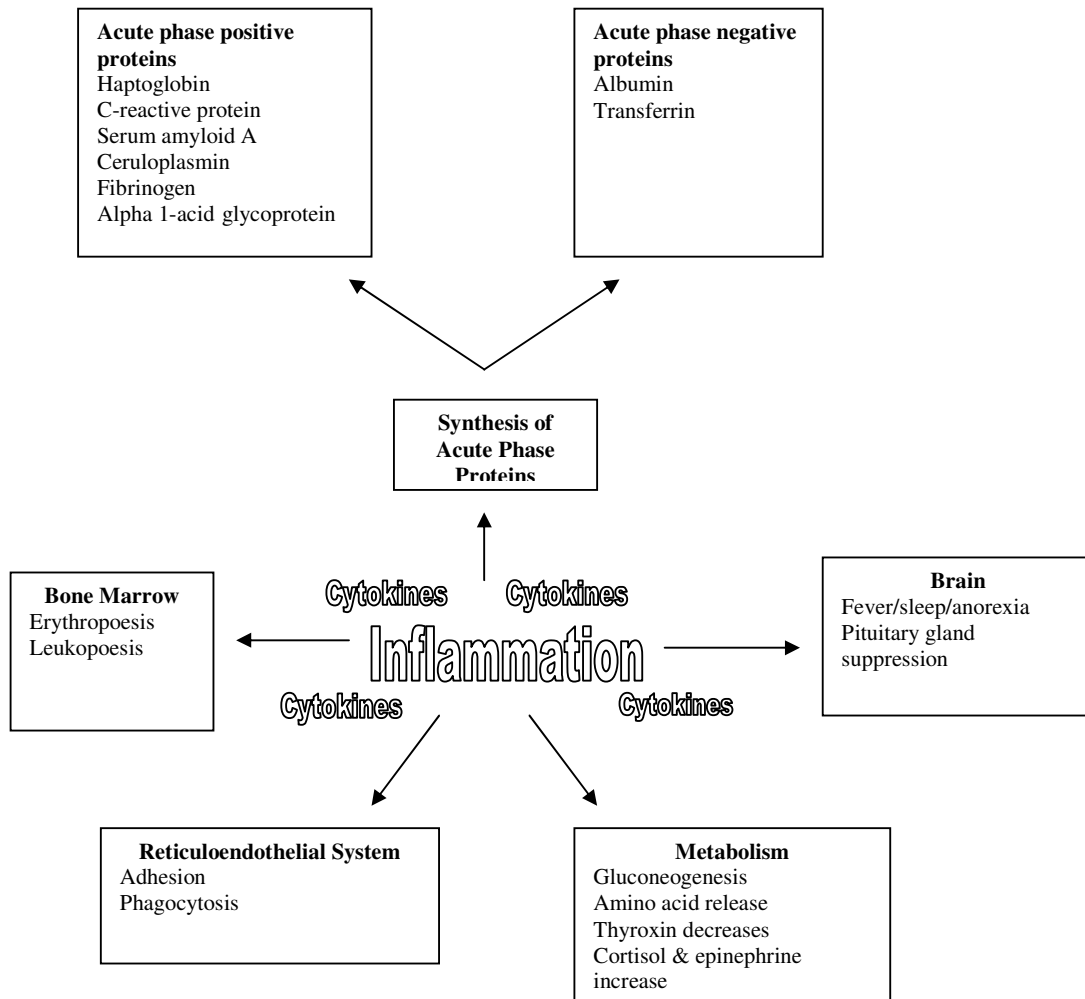 Acute phase positive
proteins
Haptoglobin
C-reactive protein
Serum amyloid A
Ceruloplasmin
Fibrinogen
Alpha 1-acid glycoprotein
Acute phase negative
proteins
Albumin
Transferrin
Synthesis of
Acute Phase
Proteins
Bone Marrow
Erythropoesis
Leukopoesis
Cytokines
Cytokines
Inflammation
Cytokines
Cytokines
Brain
Fever/sleep/anorexia
Pituitary gland
suppression
Reticuloendothelial System
Adhesion
Phagocytosis
Metabolism
Gluconeogenesis
Amino acid release
Thyroxin decreases
Cortisol & epinephrine
increase